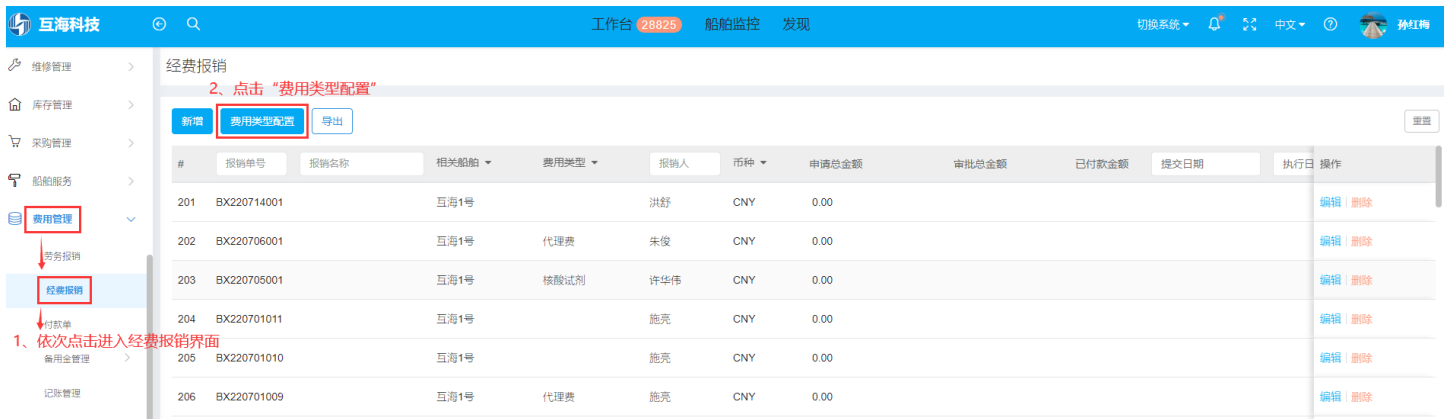 互海科技
工作台 28825 船舶监控 发现
切换系统 中文 孙红梅
维修管理
库存管理
采购管理
船舶服务
费用管理
劳务报销
经费报销
付款单
1、依次点击进入经费报销界面
备用金管理
记账管理
经费报销
2、点击“费用类型配置”
新增 费用类型配置 导出 重置
# 报销单号 报销名称 相关船舶 费用类型 报销人 币种 申请总金额 审批总金额 已付款金额 提交日期 执行日 操作
201 BX220714001 互海1号 洪舒 CNY 0.00 编辑 删除
202 BX220706001 互海1号 代理费 朱俊 CNY 0.00 编辑 删除
203 BX220705001 互海1号 核酸试剂 许华伟 CNY 0.00 编辑 删除
204 BX220701011 互海1号 施亮 CNY 0.00 编辑 删除
205 BX220701010 互海1号 施亮 CNY 0.00 编辑 删除
206 BX220701009 互海1号 代理费 施亮 CNY 0.00 编辑 删除